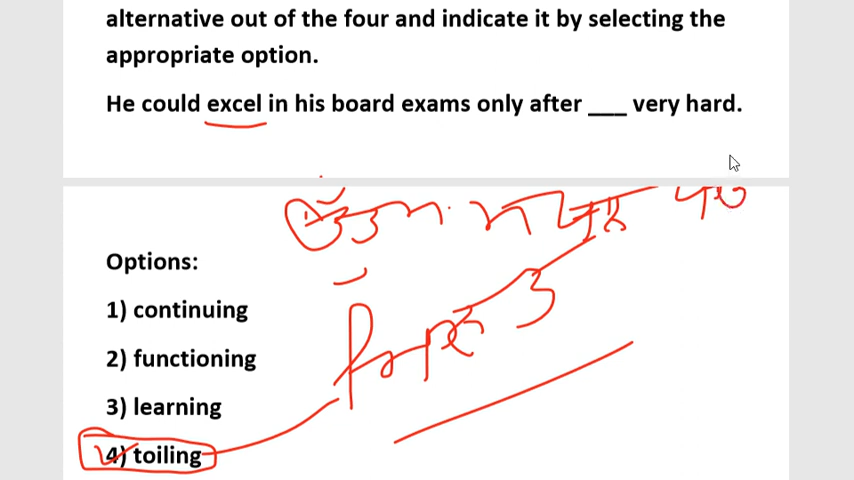 alternative out of the four and indicate it by selecting the
appropriate option.
He could excel in his board exams only after ___ very hard.
Options:
1) continuing
2) functioning
3) learning
4) toiling